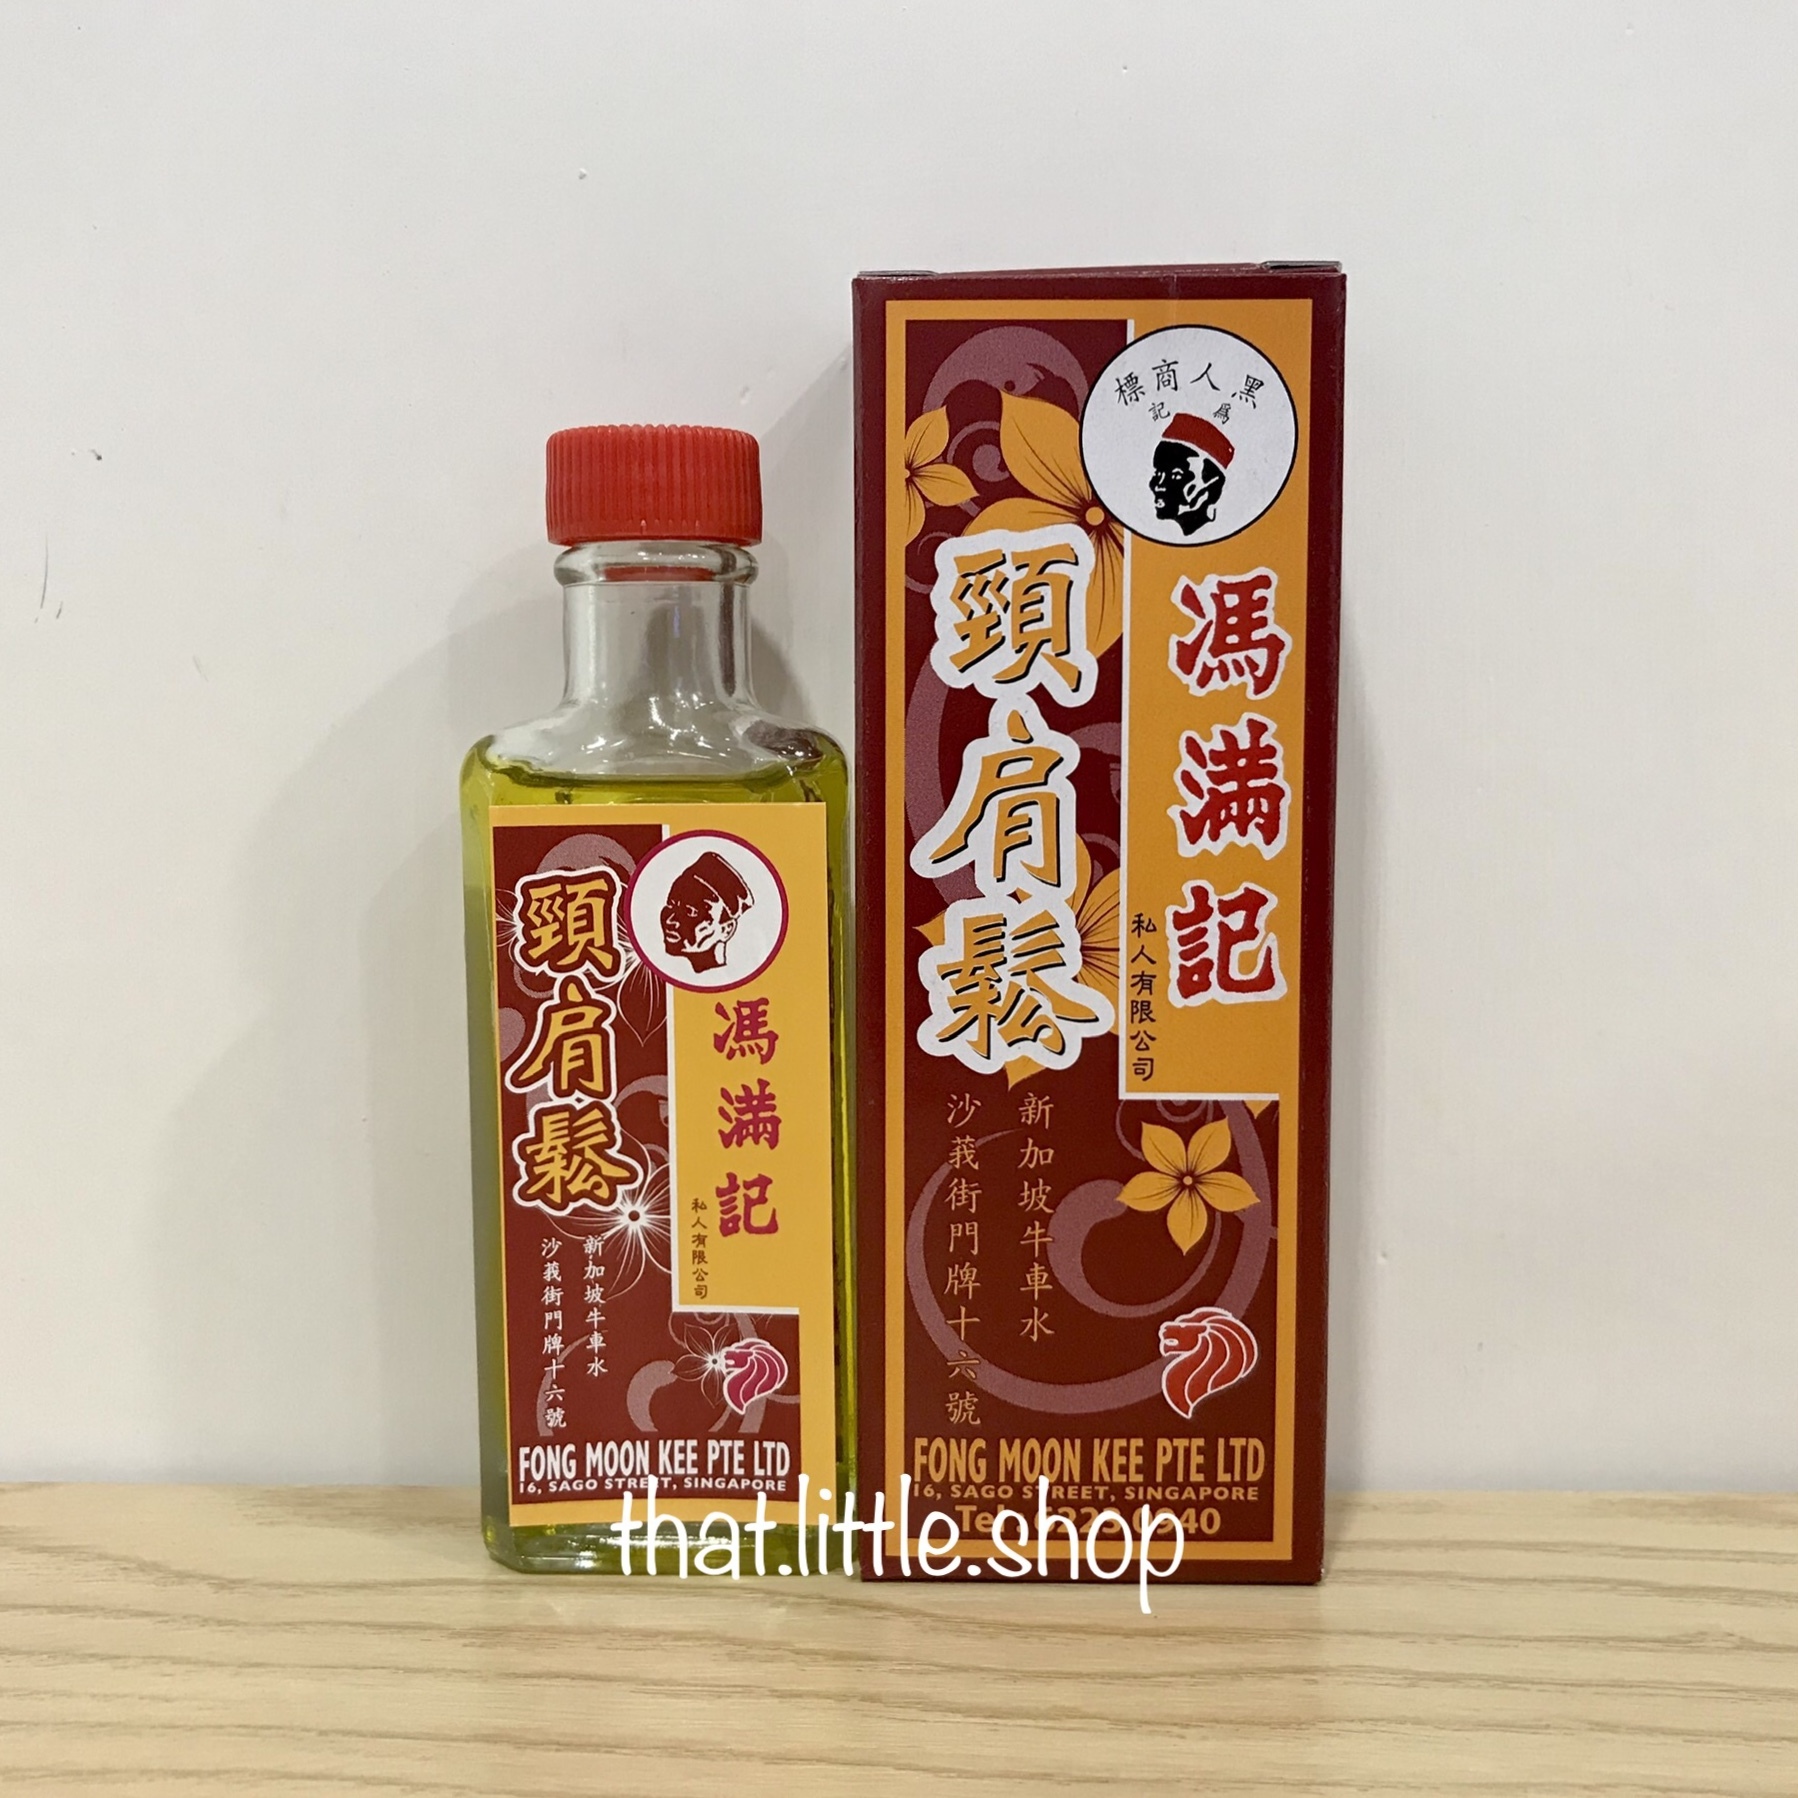 頸肩鬆
馮滿記
私人有限公司
新加坡牛車水
沙莪街門牌十六號
FONG MOON KEE PTE LTD
16, SAGO STREET, SINGAPORE
標商人黑
記為
頸肩鬆
馮滿記
私人有限公司
新加坡牛車水
沙莪街門牌十六號
FONG MOON KEE PTE LTD
16, SAGO STREET, SINGAPORE
Tel: 6223 0940
that.little.shop